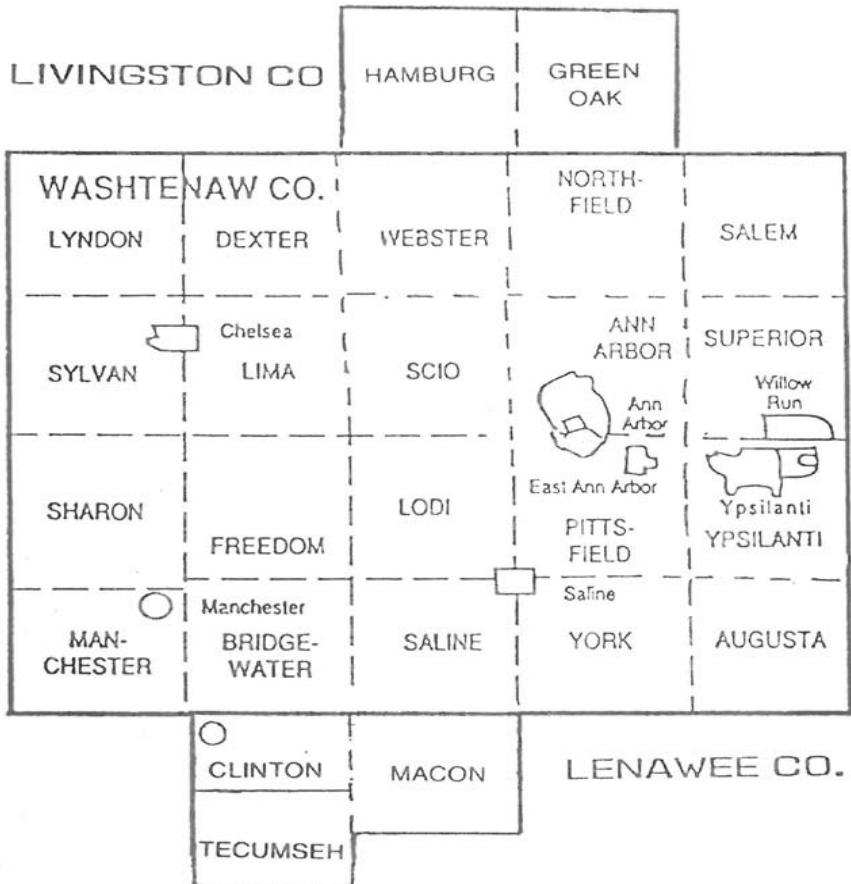 LIVINGSTON CO
HAMBURG
GREEN
OAK
WASHTENAW CO.
LYNDON
DEXTER
WEBSTER
NORTH-
FIELD
SALEM
Chelsea
SYLVAN
LIMA
SCIO
ANN
ARBOR
SUPERIOR
Willow
Run
Ann
Arbor
East Ann Arbor
Ypsilanti
SHARON
FREEDOM
LODI
PITTS-
FIELD
YPSILANTI
Manchester
Saline
MAN-
CHESTER
BRIDGE-
WATER
SALINE
YORK
AUGUSTA
CLINTON
MACON
LENAWEE CO.
TECUMSEH